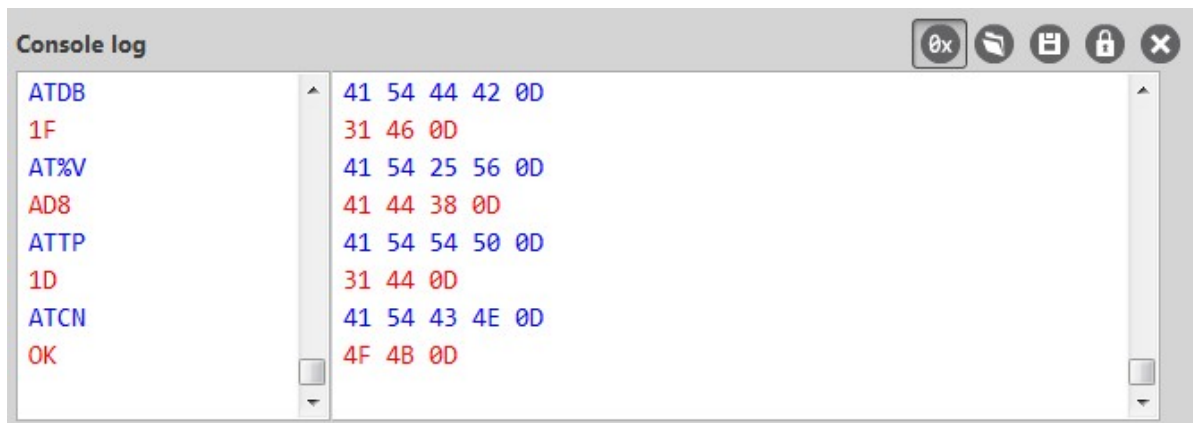 Console log 0x
ATDB 41 54 44 42 0D
1F 31 46 0D
AT%V 41 54 25 56 0D
AD8 41 44 38 0D
ATTP 41 54 54 50 0D
1D 31 44 0D
ATCN 41 54 43 4E 0D
OK 4F 4B 0D